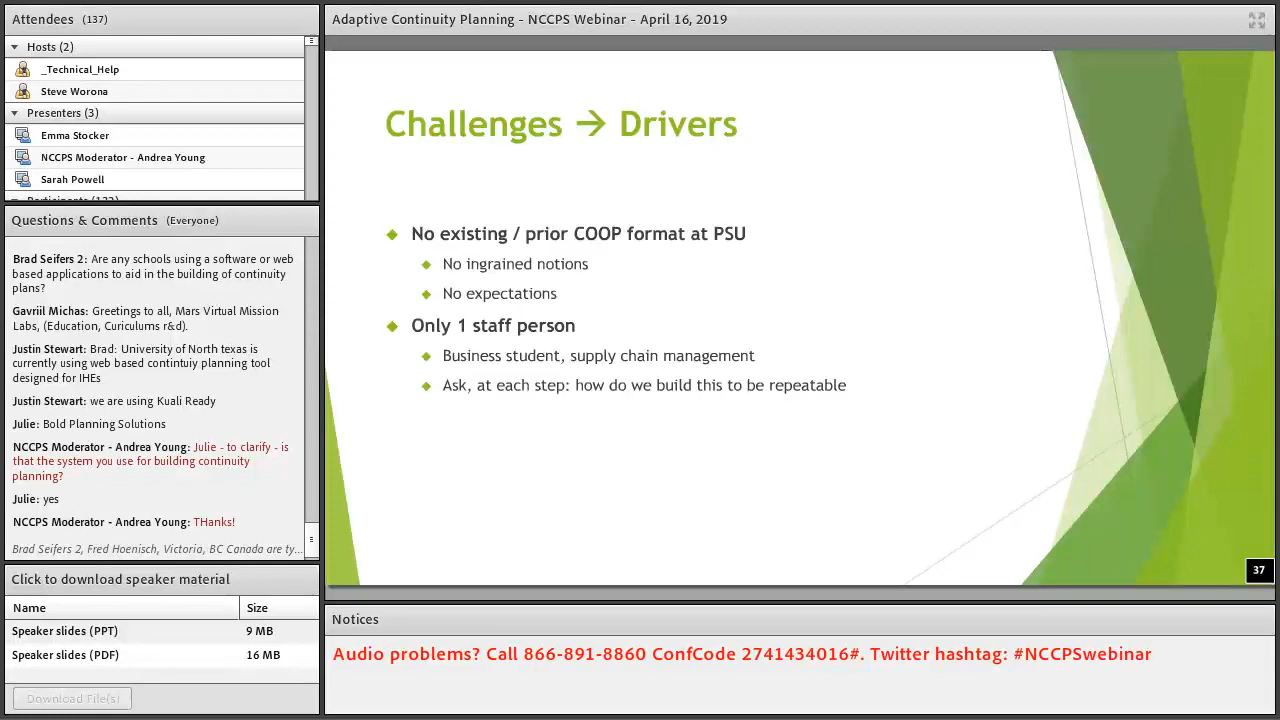 Attendees (137)
Hosts (2)
_Technical_Help
Steve Worona
Presenters (3)
Emma Stocker
NCCPS Moderator - Andrea Young
Sarah Powell
Questions & Comments (Everyone)
Brad Seifers 2: Are any schools using a software or web
based applications to aid in the building of continuity
plans?
Gavriil Michas: Greetings to all, Mars Virtual Mission
Labs, (Education, Curiculums r&d).
Justin Stewart: Brad: University of North texas is
currently using web based contintuiy planning tool
designed for IHEs
Justin Stewart: we are using Kuali Ready
Julie: Bold Planning Solutions
NCCPS Moderator - Andrea Young: Julie - to clarify - is
that the system you use for building continuity
planning?
Julie: yes
NCCPS Moderator - Andrea Young: THanks!
Brad Seifers 2, Fred Hoenisch, Victoria, BC Canada are ty...
Click to download speaker material
Name Size
Speaker slides (PPT) 9 MB
Speaker slides (PDF) 16 MB
Download File(s)
Adaptive Continuity Planning - NCCPS Webinar - April 16, 2019
Challenges → Drivers
No existing / prior COOP format at PSU
No ingrained notions
No expectations
Only 1 staff person
Business student, supply chain management
Ask, at each step: how do we build this to be repeatable
37
Notices
Audio problems? Call 866-891-8860 ConfCode 2741434016#. Twitter hashtag: #NCCPSwebinar